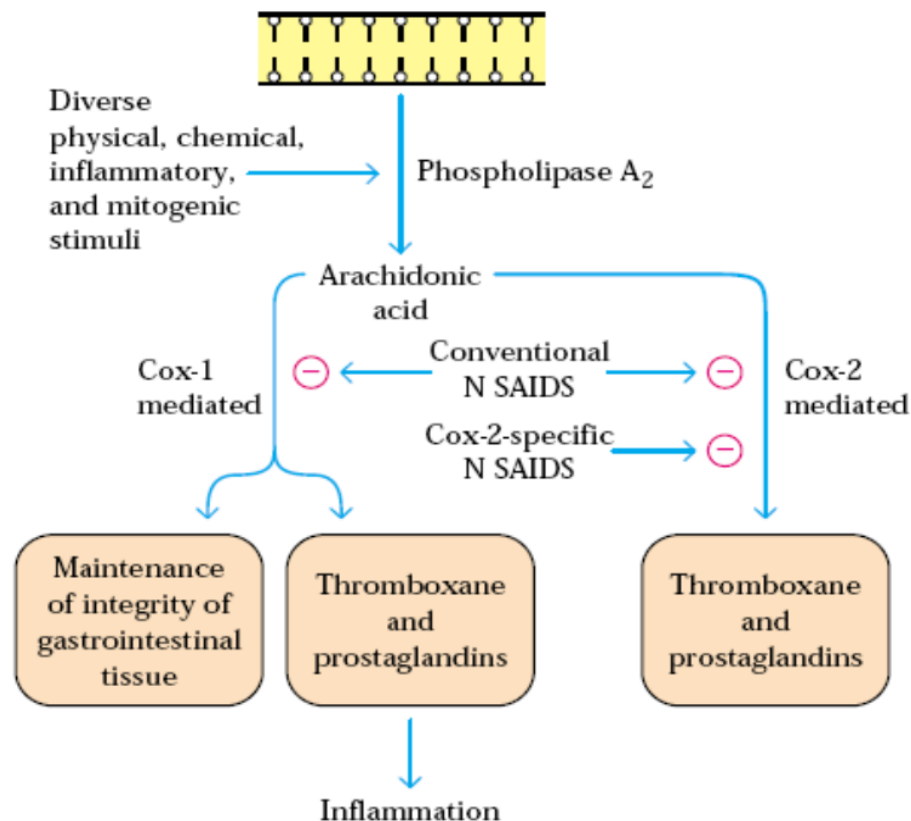 Diverse
physical, chemical,
inflammatory,
and mitogenic
stimuli
Phospholipase A₂
Arachidonic
acid
Cox-1
mediated
Conventional
N SAIDS
Cox-2-specific
N SAIDS
Cox-2
mediated
Maintenance
of integrity of
gastrointestinal
tissue
Thromboxane
and
prostaglandins
Thromboxane
and
prostaglandins
Inflammation